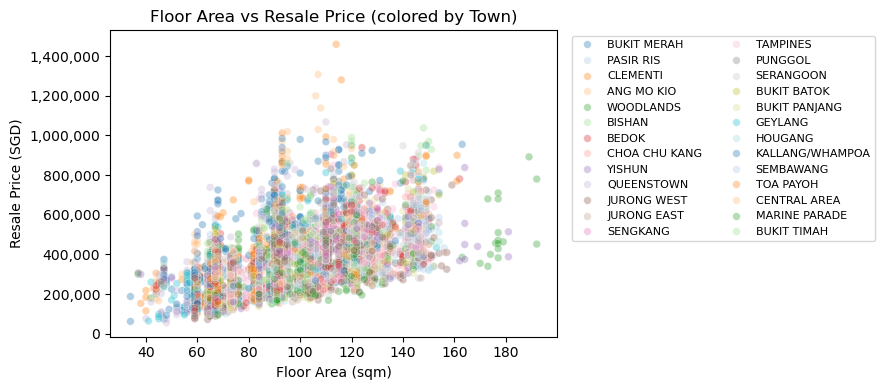 Floor Area vs Resale Price (colored by Town)
Resale Price (SGD)
1,400,000
1,200,000
1,000,000
800,000
600,000
400,000
200,000
0
40 60 80 100 120 140 160 180
Floor Area (sqm)
BUKIT MERAH
PASIR RIS
CLEMENTI
ANG MO KIO
WOODLANDS
BISHAN
BEDOK
CHOA CHU KANG
YISHUN
QUEENSTOWN
JURONG WEST
JURONG EAST
SENGKANG
TAMPINES
PUNGGOL
SERANGOON
BUKIT BATOK
BUKIT PANJANG
GEYLANG
HOUGANG
KALLANG/WHAMPOA
SEMBAWANG
TOA PAYOH
CENTRAL AREA
MARINE PARADE
BUKIT TIMAH